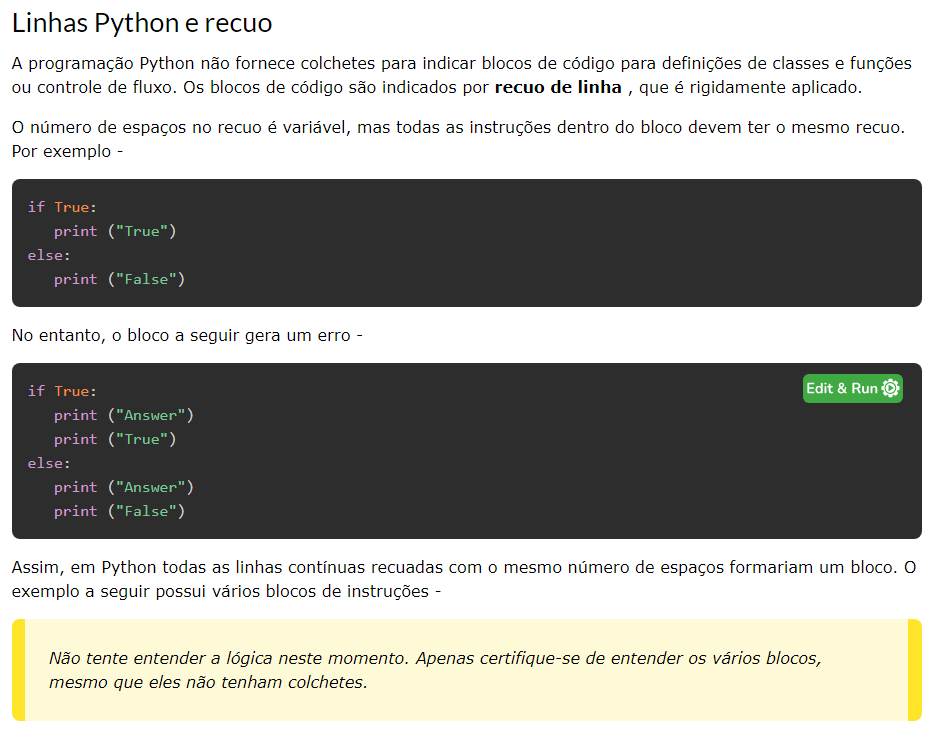 Linhas Python e recuo
A programação Python não fornece colchetes para indicar blocos de código para definições de classes e funções
ou controle de fluxo. Os blocos de código são indicados por recuo de linha , que é rigidamente aplicado.
O número de espaços no recuo é variável, mas todas as instruções dentro do bloco devem ter o mesmo recuo.
Por exemplo -
if True:
   print ("True")
else:
   print ("False")
No entanto, o bloco a seguir gera um erro -
Edit & Run
if True:
   print ("Answer")
   print ("True")
else:
   print ("Answer")
   print ("False")
Assim, em Python todas as linhas contínuas recuadas com o mesmo número de espaços formariam um bloco. O
exemplo a seguir possui vários blocos de instruções -
Não tente entender a lógica neste momento. Apenas certifique-se de entender os vários blocos,
mesmo que eles não tenham colchetes.